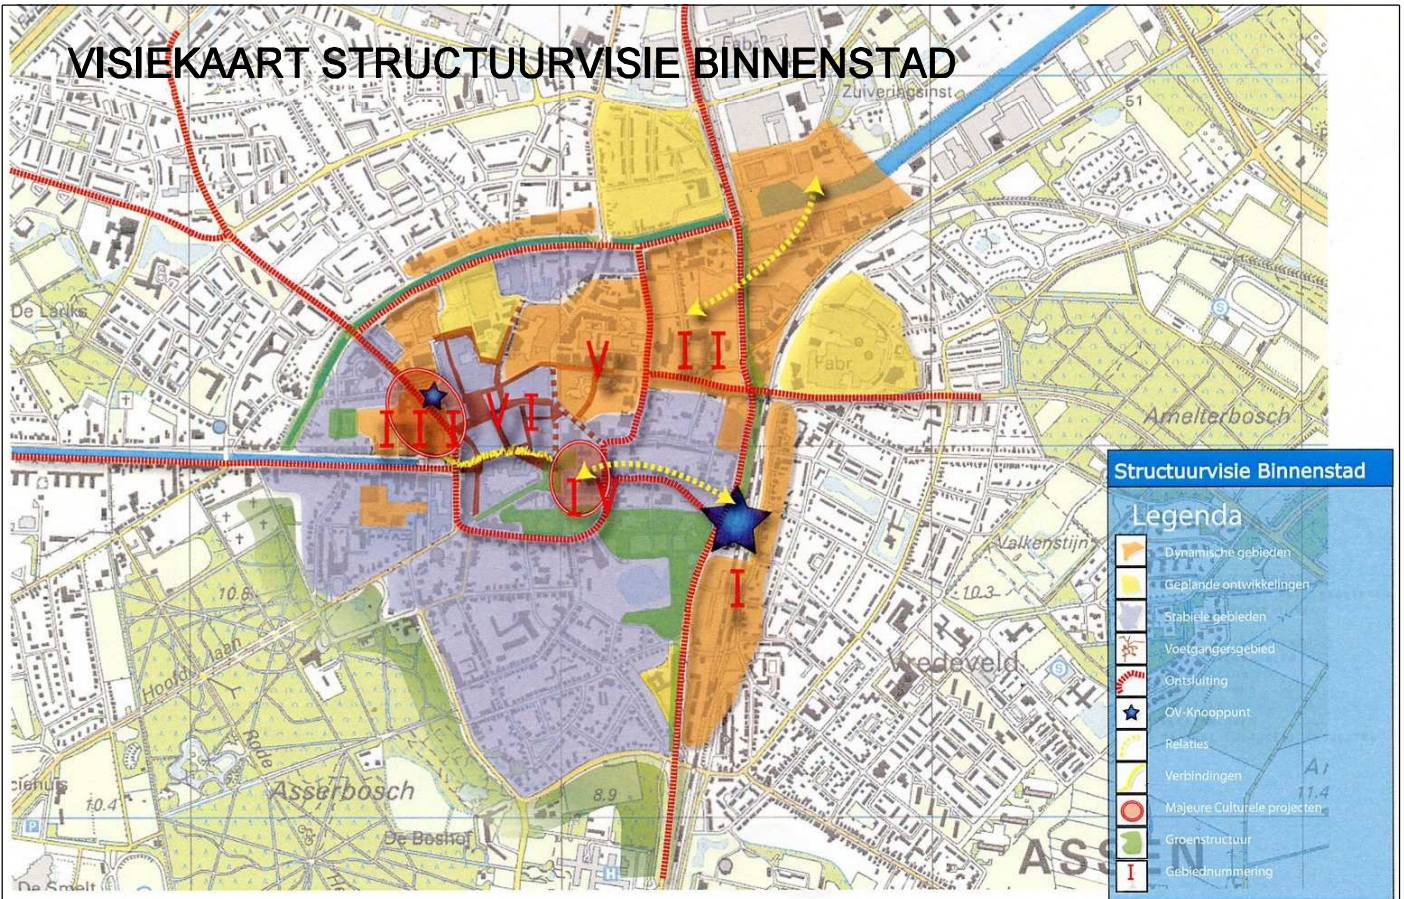 VISIEKAART STRUCTUURVISIE BINNENSTAD
Zuiveringsinst.
51
De Lariks
Fabr
II
V
VI
III
I
I
Amelterbosch
Valkenstijn
10.8
10.3
Hoofdlaan
Vredeveld
Rode
Asserbosch
8.9
10.4
De Boshof
De Smelt
P
H
S
S
ASSEN
11.4
Structuurvisie Binnenstad
Legenda
Dynamische gebieden
Geplande ontwikkelingen
Stabiele gebieden
Voetgangersgebied
Ontsluiting
OV-Knooppunt
Relaties
Verbindingen
Majeure Culturele projecten
Groenstructuur
I
Gebiednummering